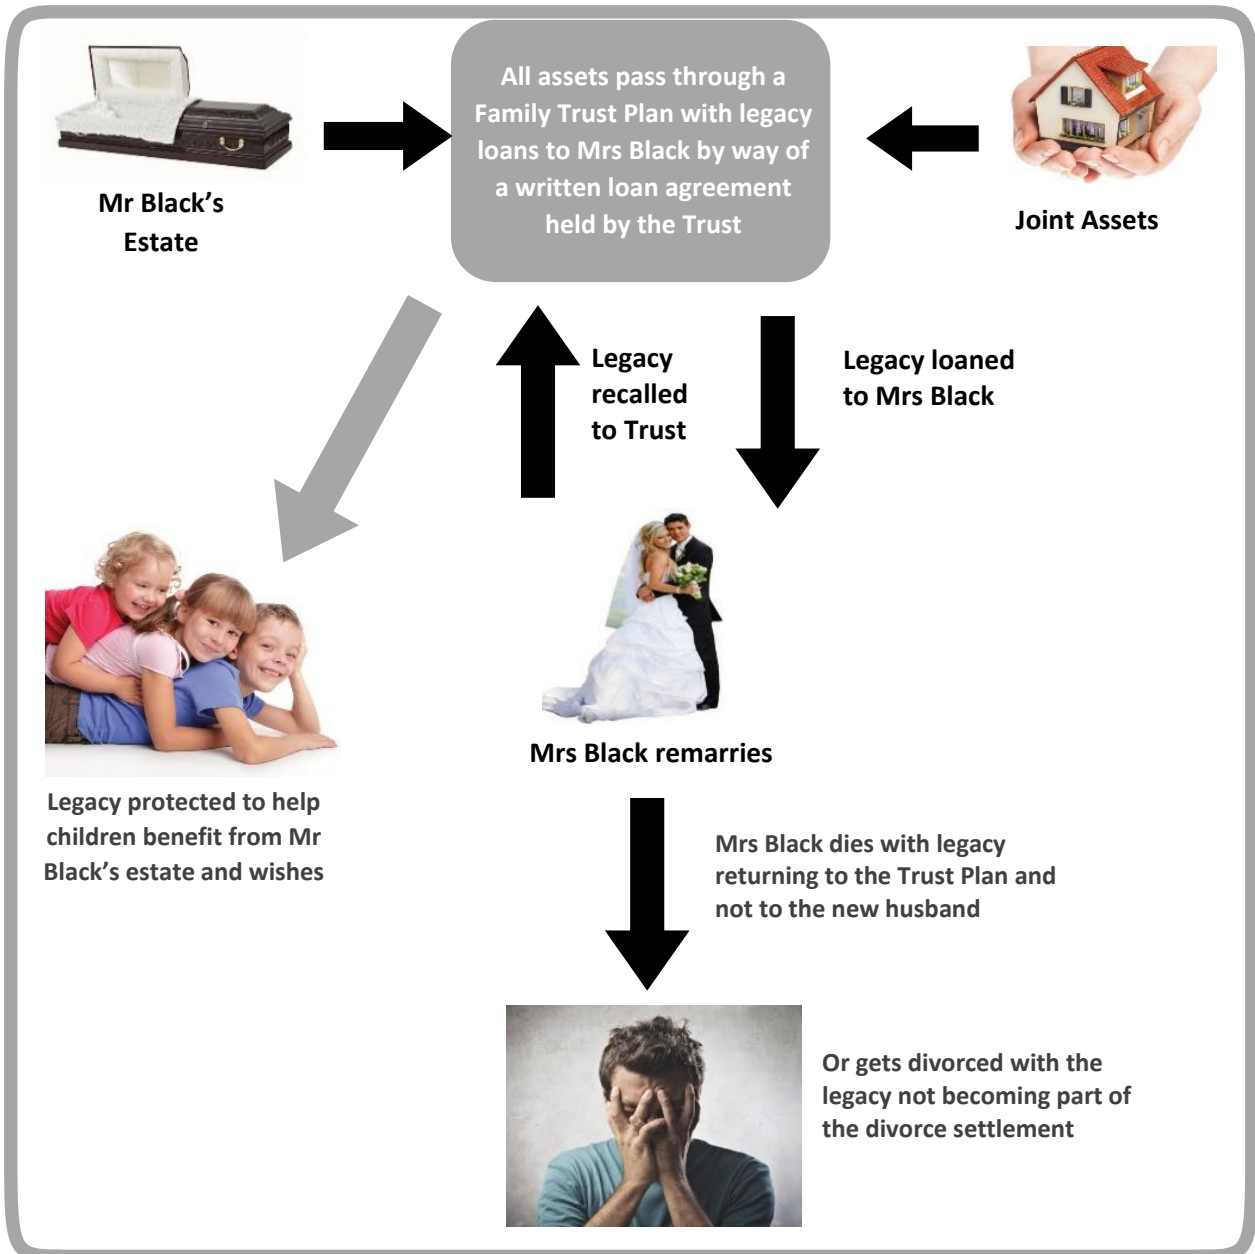 All assets pass through a
Family Trust Plan with legacy
loans to Mrs Black by way of
a written loan agreement
held by the Trust
Mr Black’s
Estate
Joint Assets
Legacy
recalled
to Trust
Legacy loaned
to Mrs Black
Mrs Black remarries
Legacy protected to help
children benefit from Mr
Black’s estate and wishes
Mrs Black dies with legacy
returning to the Trust Plan and
not to the new husband
Or gets divorced with the
legacy not becoming part of
the divorce settlement